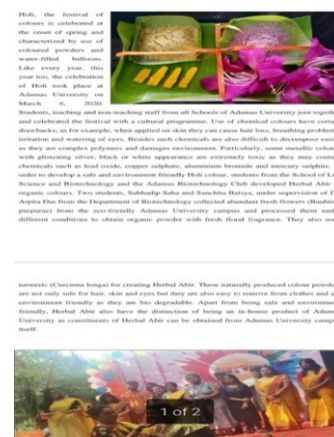 Holi, the festival of
colours is celebrated at
the onset of spring and
characterized by use of
coloured powders and
water-filled balloons.
Like every year, this
year too, the celebration
of Holi took place at
Adamas University on
March 6, 2020.
Students, teaching and non-teaching staff from all Schools of Adamas University join togeth
and celebrated the festival with a cultural programme. Use of chemical colours have certa
drawbacks; as for example, when applied on skin they can cause hair loss, breathing problem
irritation and watering of eyes. Besides such chemicals are also difficult to decompose easi
as they are complex polymers and damages environment. Particularly, some metallic colou
with glistening silver, black or white appearance are extremely toxic as they may conta
chemicals such as lead oxide, copper sulphate, aluminium bromide and mercury sulphite.
order to develop a safe and environment friendly Holi colour, students from the School of Li
Science and Biotechnology and the Adamas Biotechnology Club developed Herbal Abir
organic colours. Two students, Subhadip Sahu and Sanchita Baisya, under supervision of D
Arpita Das from the Department of Biotechnology collected abundant fresh flowers (Bauhin
purpurae) from the eco-friendly Adamas University campus and processed them und
different conditions to obtain organic powder with fresh floral fragrance. They also us
turmeric (Curcuma longa) for creating Herbal Abir. These naturally produced colour powde
are not only safe for hair, skin and eyes but they are also easy to remove from clothes and a
environment friendly as they are bio degradable. Apart from being safe and environme
friendly, Herbal Abir also have the distinction of being an in-house product of Adam
University as constituents of Herbal Abir can be obtained from Adamas University camp
itself.
1 of 2